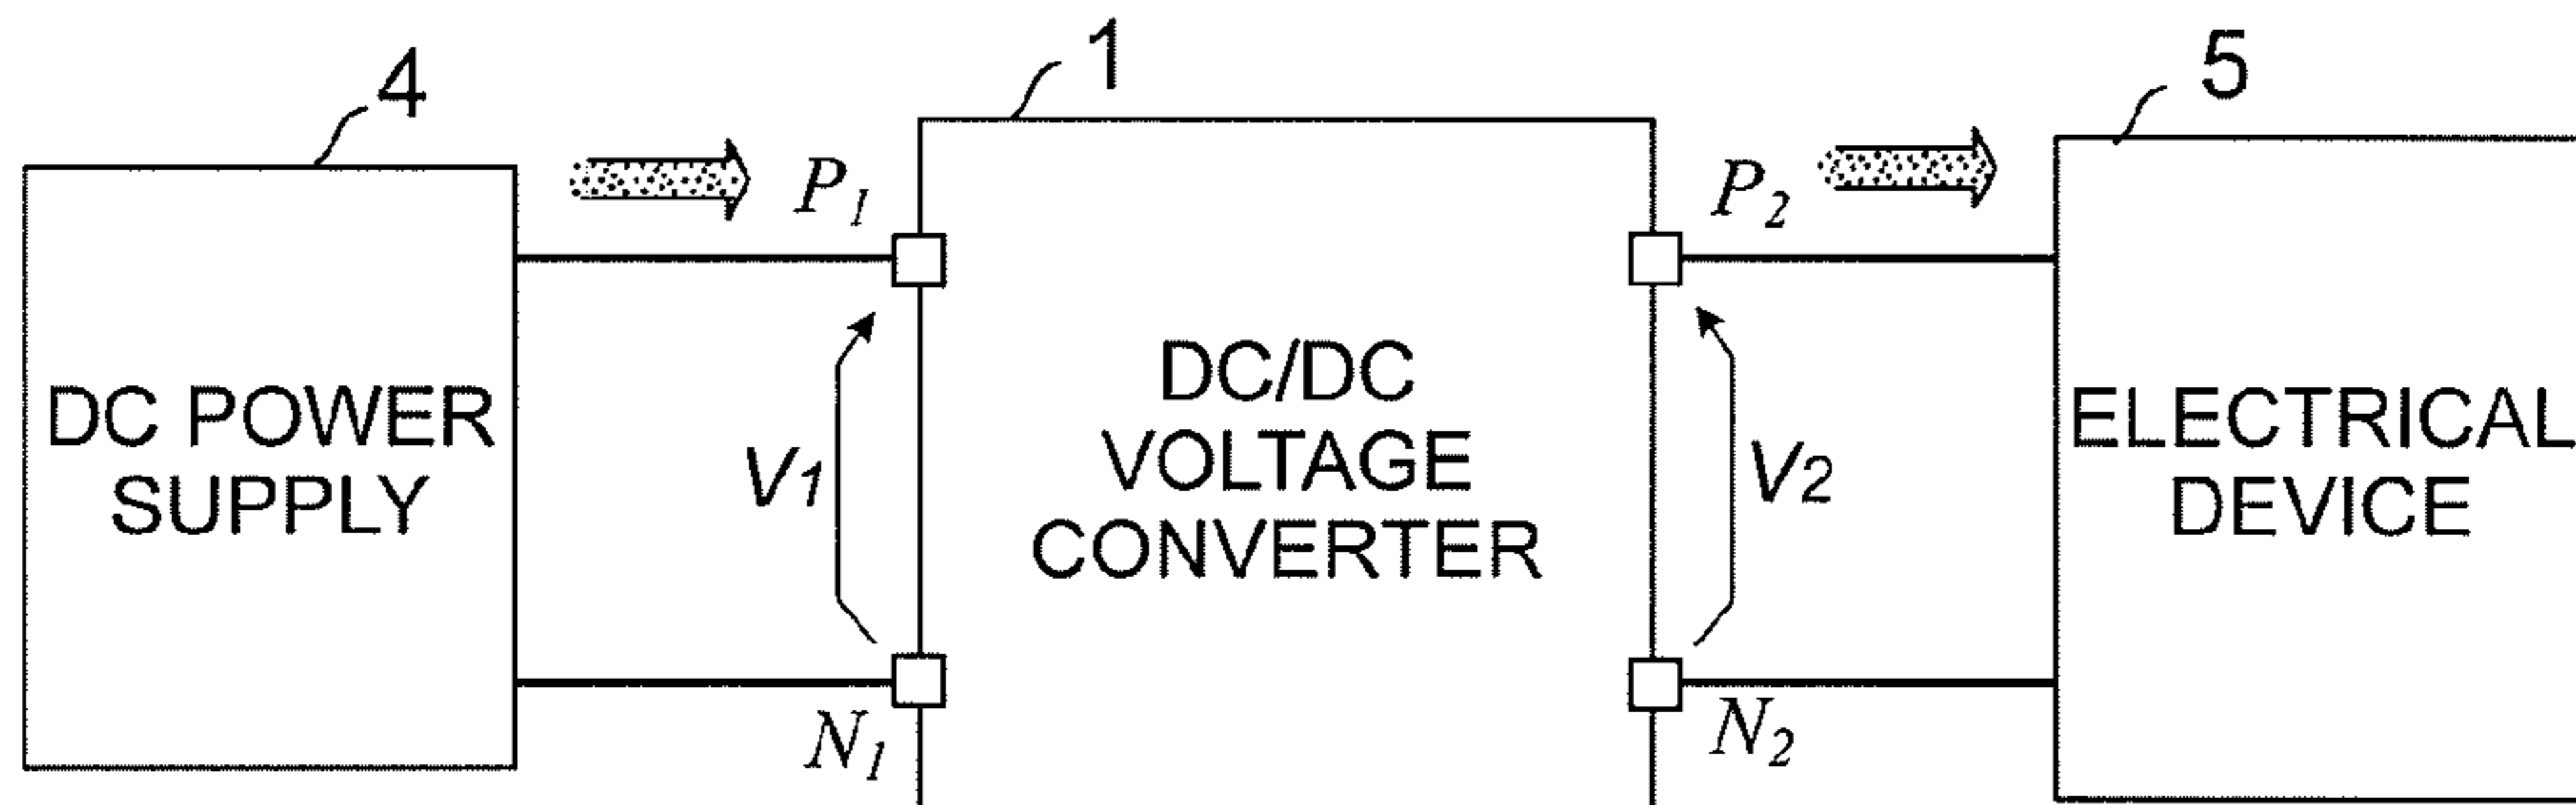 4
1
5
P1
P2
DC POWER
SUPPLY
V1
DC/DC
VOLTAGE
CONVERTER
V2
ELECTRICAL
DEVICE
N1
N2